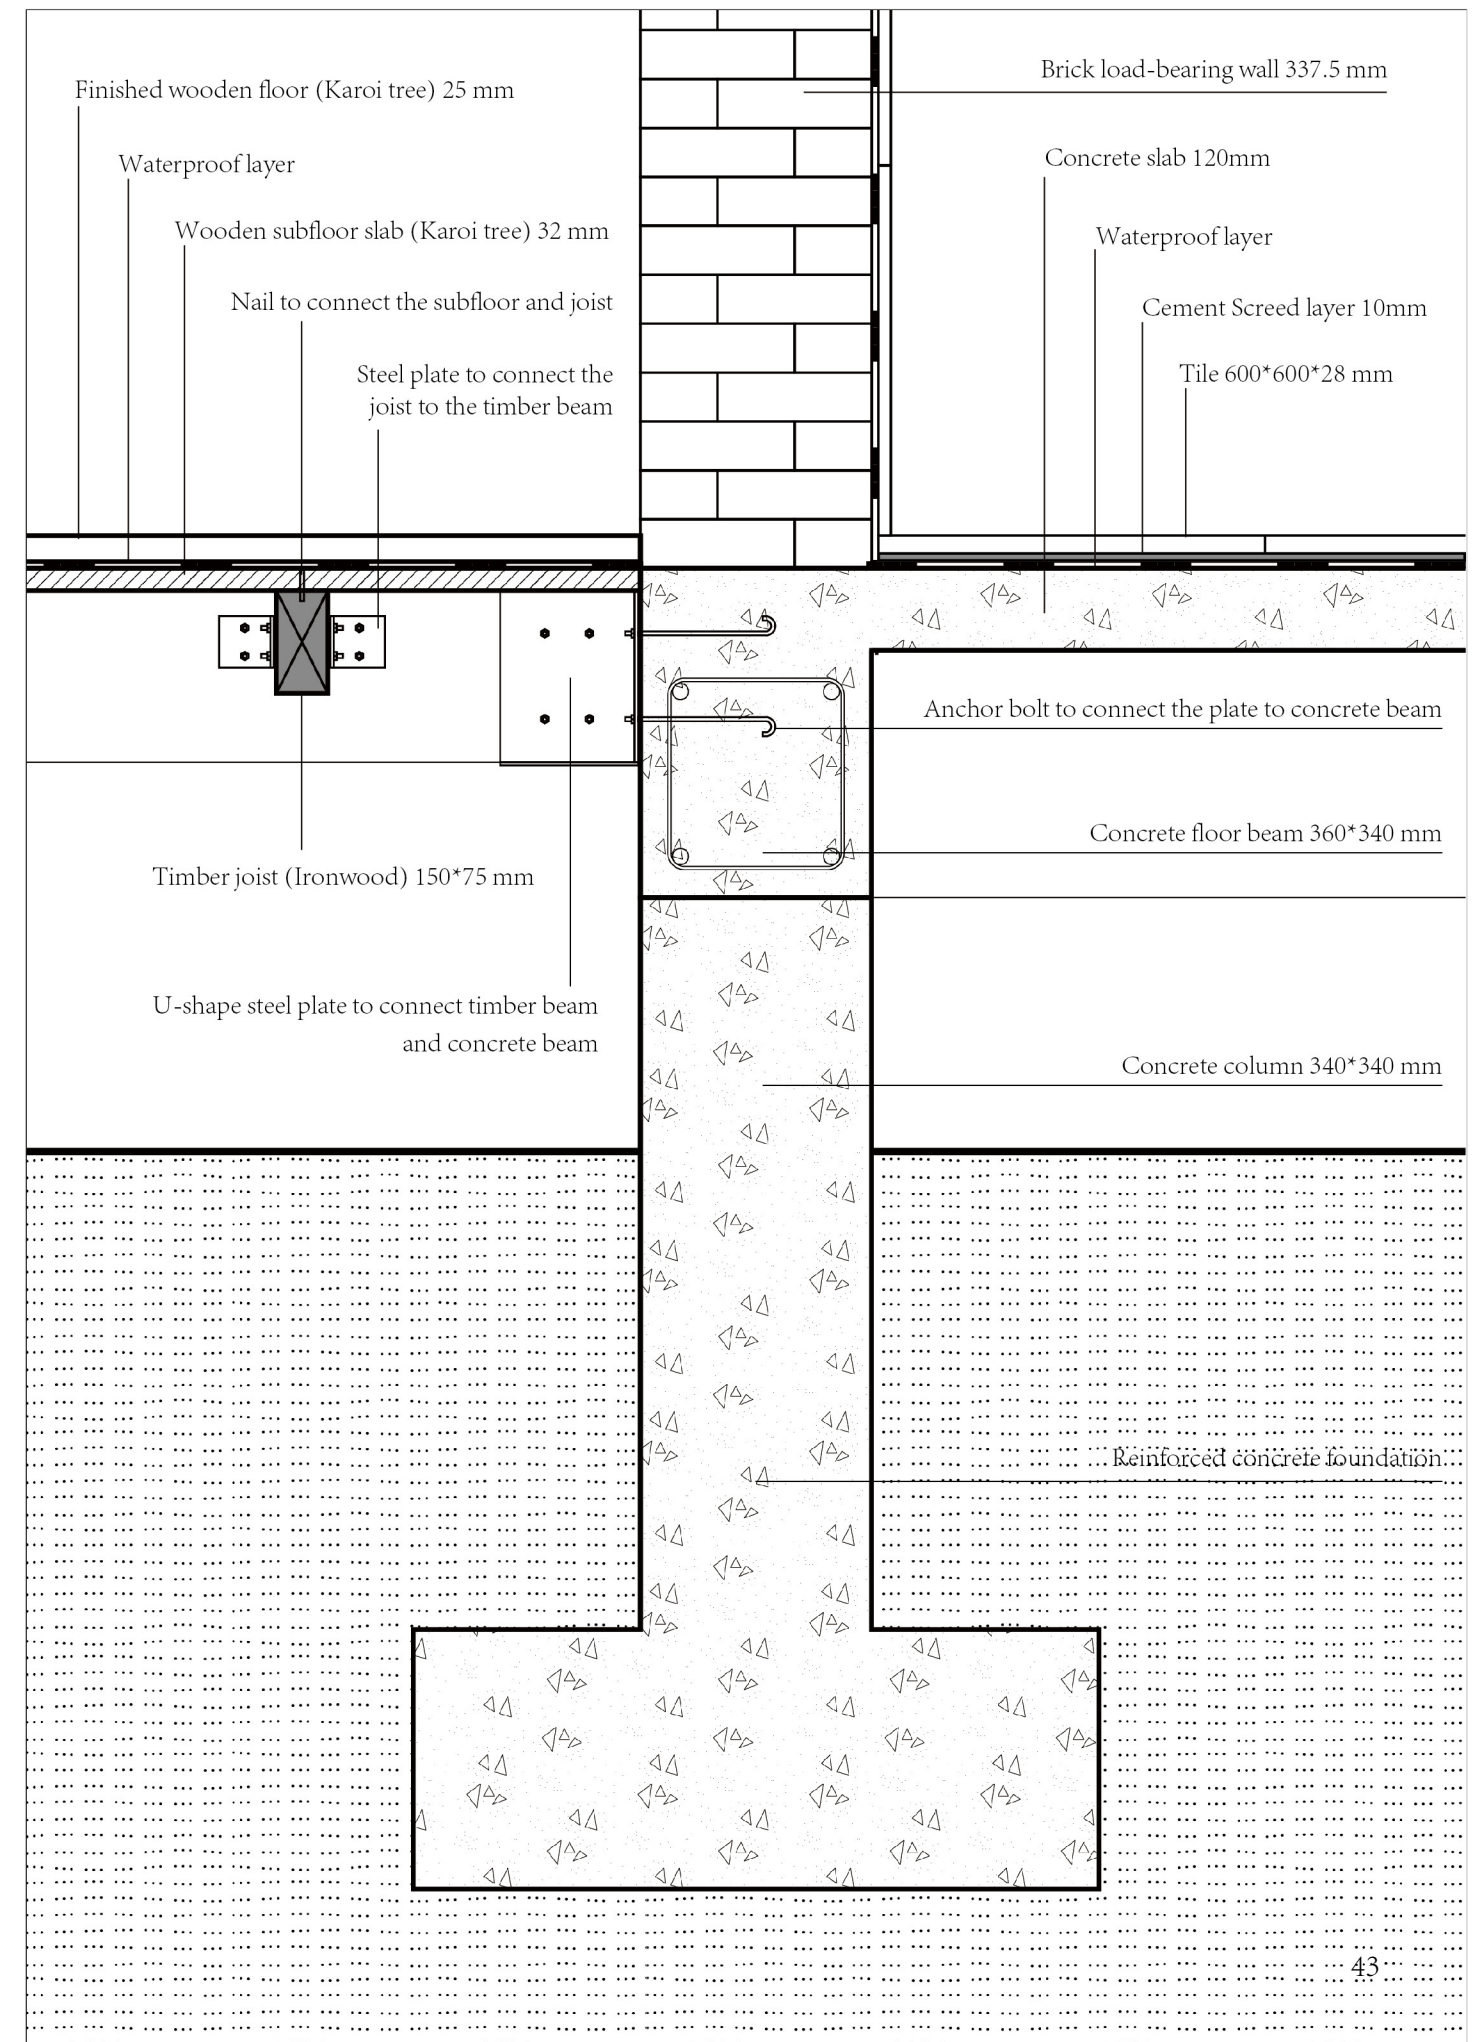 Finished wooden floor (Karoi tree) 25 mm
Waterproof layer
Wooden subfloor slab (Karoi tree) 32 mm
Nail to connect the subfloor and joist
Steel plate to connect the
joist to the timber beam
Timber joist (Ironwood) 150*75 mm
U-shape steel plate to connect timber beam
and concrete beam
Brick load-bearing wall 337.5 mm
Concrete slab 120mm
Waterproof layer
Cement Screed layer 10mm
Tile 600*600*28 mm
Anchor bolt to connect the plate to concrete beam
Concrete floor beam 360*340 mm
Concrete column 340*340 mm
Reinforced concrete foundation
43